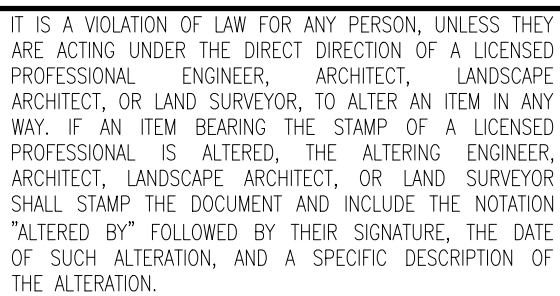 IT IS A VIOLATION OF LAW FOR ANY PERSON, UNLESS THEY
ARE ACTING UNDER THE DIRECT DIRECTION OF A LICENSED
PROFESSIONAL ENGINEER, ARCHITECT, LANDSCAPE
ARCHITECT, OR LAND SURVEYOR, TO ALTER AN ITEM IN ANY
WAY. IF AN ITEM BEARING THE STAMP OF A LICENSED
PROFESSIONAL IS ALTERED, THE ALTERING ENGINEER,
ARCHITECT, LANDSCAPE ARCHITECT, OR LAND SURVEYOR
SHALL STAMP THE DOCUMENT AND INCLUDE THE NOTATION
"ALTERED BY" FOLLOWED BY THEIR SIGNATURE, THE DATE
OF SUCH ALTERATION, AND A SPECIFIC DESCRIPTION OF
THE ALTERATION.